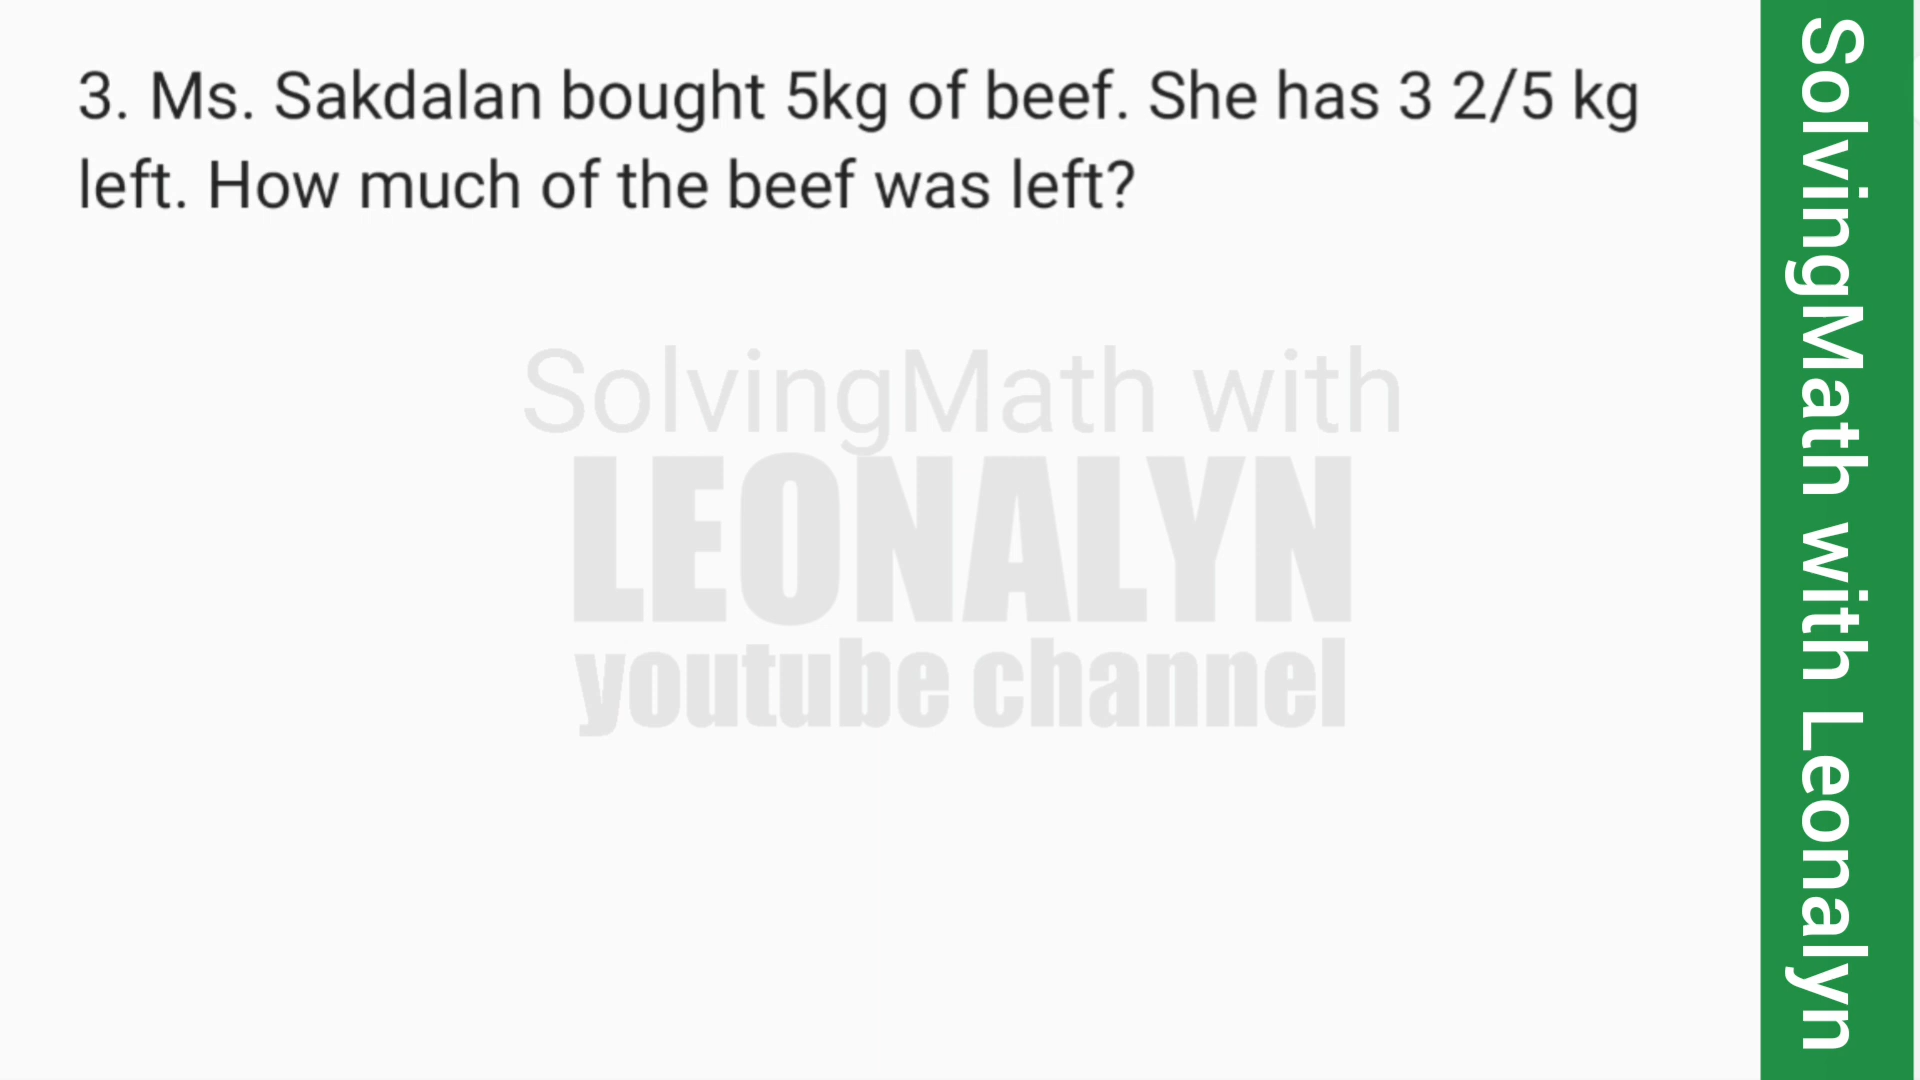 3. Ms. Sakdalan bought 5kg of beef. She has 3 2/5 kg
left. How much of the beef was left?
SolvingMath with
LEONALYN
youtube channel
SolvingMath with Leonalyn